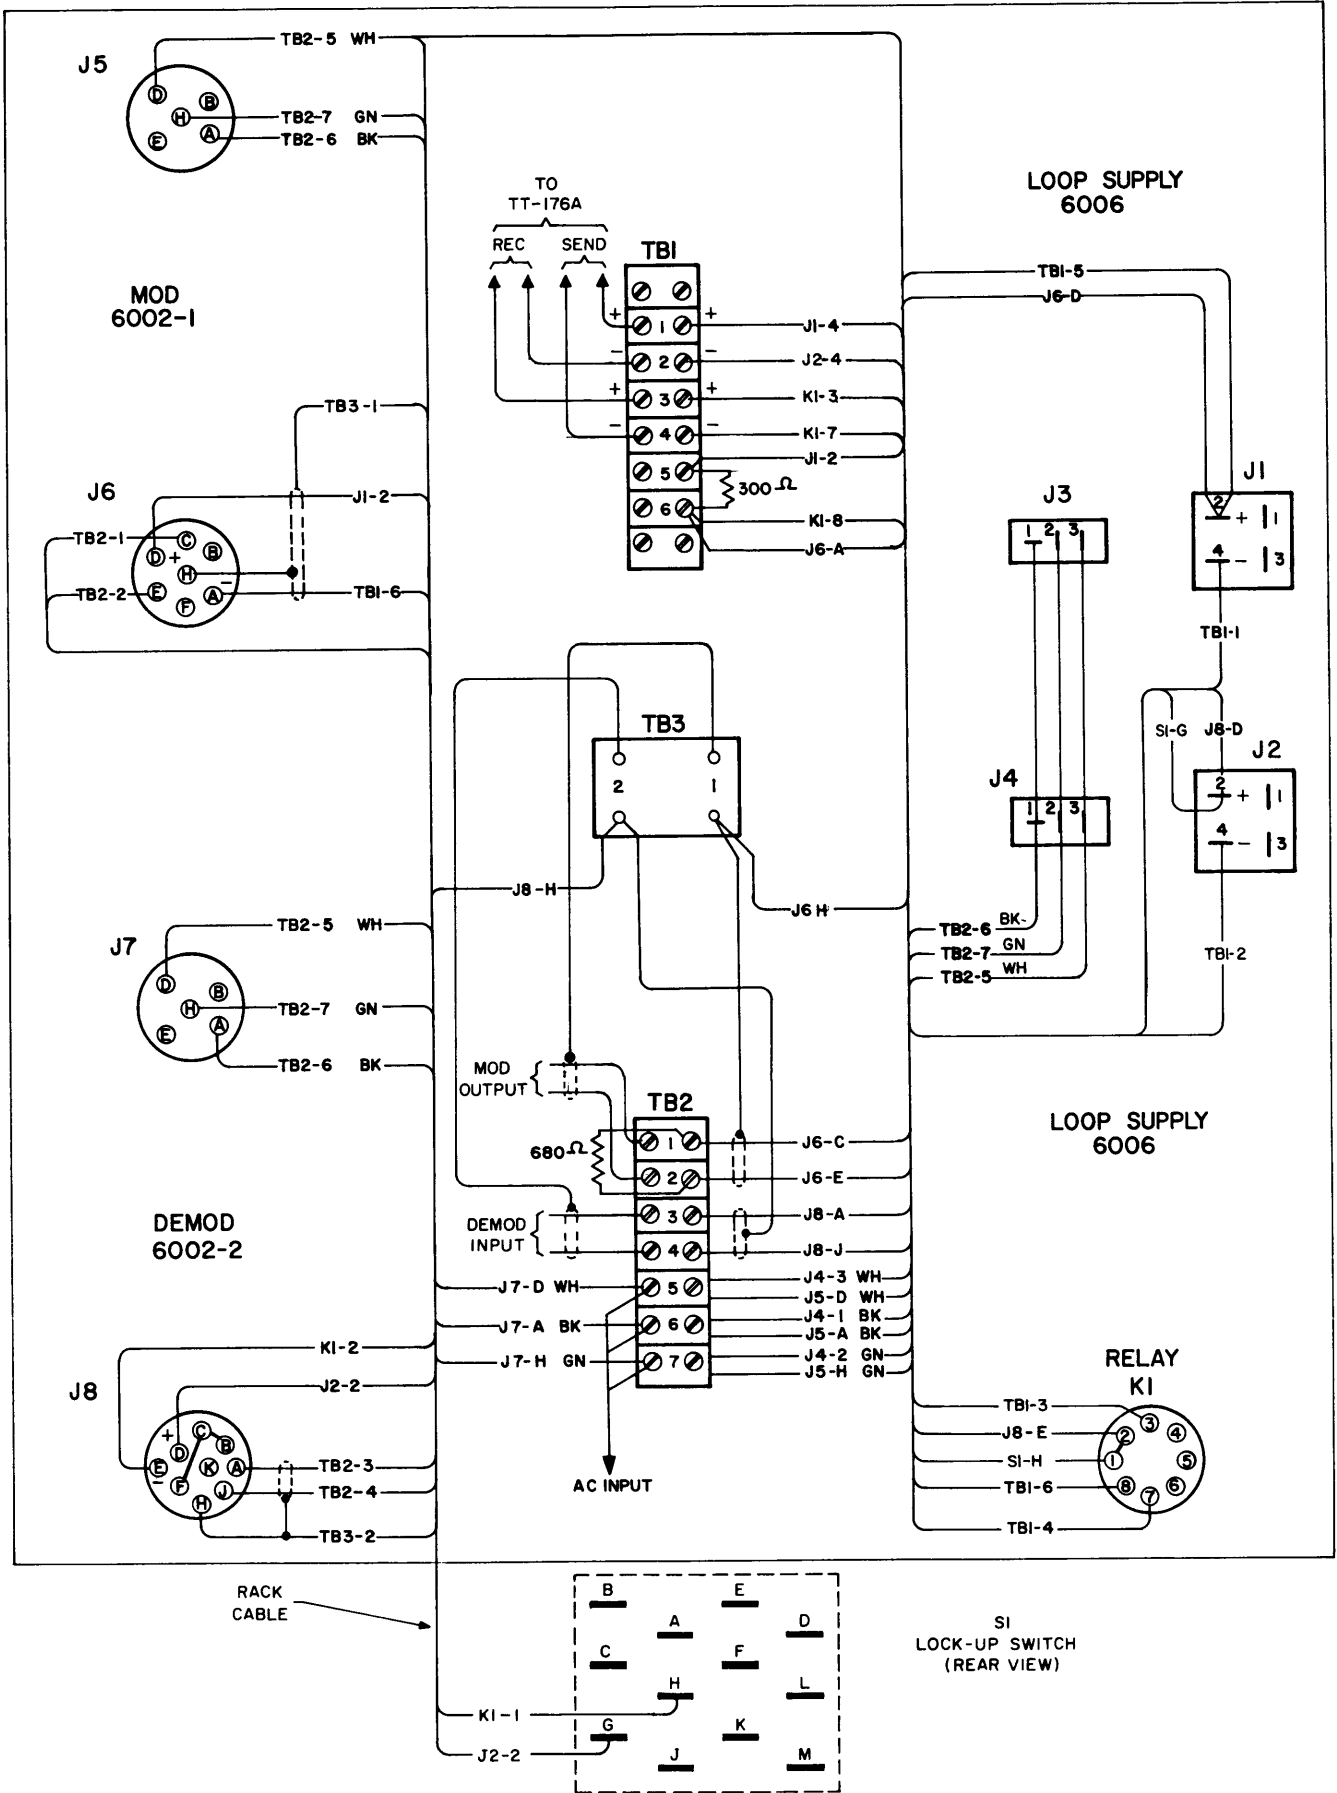 TB2-5 WH
J5
D
B
H
TB2-7 GN
E
A
TB2-6 BK
TO
TT-176A
REC SEND
TB1
LOOP SUPPLY
6006
MOD
6002-1
TB1-5
J6-D
+ 1 + J1-4
- 2 - J2-4
+ 3 + K1-3
- 4 - K1-7
J1-2
5
300 Ω
6
K1-8
J6-A
TB3-1
J6
J1-2
TB2-1
C
B
D +
H
-
TB2-2
E
A
F
TB1-6
J3
1 2 3
J1
2 + 1
4 - 3
TB1-1
TB3
2 1
S1-G J8-D
J2
2 + 1
4 - 3
J4
1 2 3
J8-H
J6 H
TB2-6 BK-
TB2-7 GN
TB2-5 WH
TB1-2
TB2-5 WH
J7
D
B
H
TB2-7 GN
E
A
TB2-6 BK
MOD
OUTPUT
TB2
680 Ω
1 J6-C
2 J6-E
LOOP SUPPLY
6006
DEMOD
6002-2
DEMOD
INPUT
3 J8-A
4 J8-J
J7-D WH 5 J4-3 WH
J5-D WH
J7-A BK 6 J4-1 BK
J5-A BK
J7-H GN 7 J4-2 GN
J5-H GN
AC INPUT
K1-2
J2-2
J8
+
C
B
D
E
-
K
A
F
J
H
TB2-3
TB2-4
TB3-2
RELAY
K1
TB1-3
J8-E
S1-H
TB1-6
TB1-4
3
2
4
1
5
8
6
7
RACK
CABLE
B E
A D
C F
H L
G K
J M
K1-1
J2-2
S1
LOCK-UP SWITCH
(REAR VIEW)